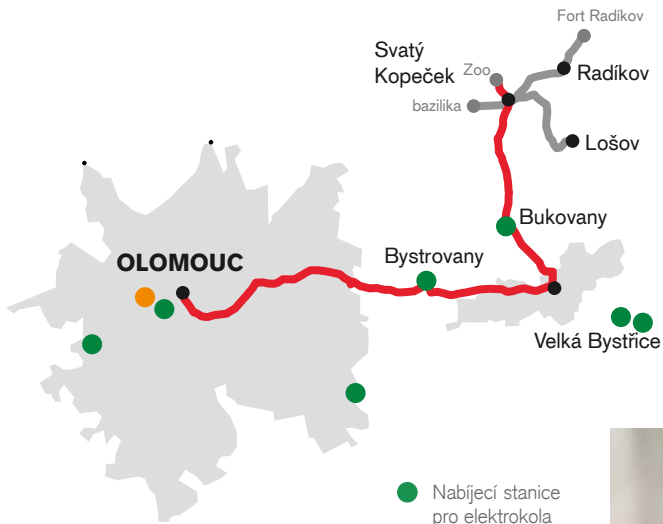 Fort Radíkov
Svatý
Kopeček
Zoo
Radíkov
bazilika
Lošov
Bukovany
OLOMOUC
Bystrovany
Velká Bystřice
Nabíjecí stanice
pro elektrokola